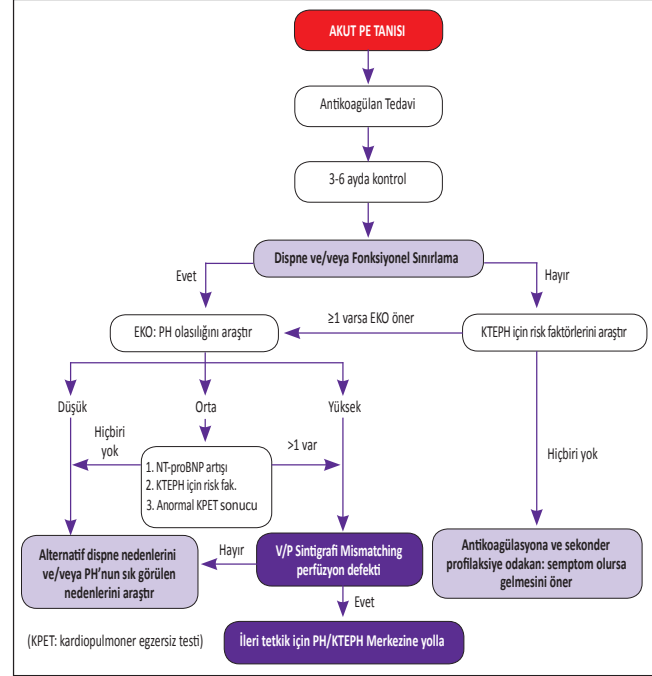 AKUT PE TANISI
Antikoagülan Tedavi
3-6 ayda kontrol
Dispne ve/veya Fonksiyonel Sınırlama
Evet
Hayır
EKO: PH olasılığını araştır
≥1 varsa EKO öner
KTEPH için risk faktörlerini araştır
Düşük
Orta
Yüksek
Hiçbiri
yok
>1 var
1. NT-proBNP artışı
2. KTEPH için risk fak.
3. Anormal KPET sonucu
Hiçbiri yok
Alternatif dispne nedenlerini
ve/veya PH'nun sık görülen
nedenlerini araştır
Hayır
V/P Sintigrafi Mismatching
perfüzyon defekti
Antikoagülasyona ve sekonder
profilaksiye odakan: semptom olursa
gelmesini öner
Evet
(KPET: kardiopulmoner egzersiz testi)
İleri tetkik için PH/KTEPH Merkezine yolla